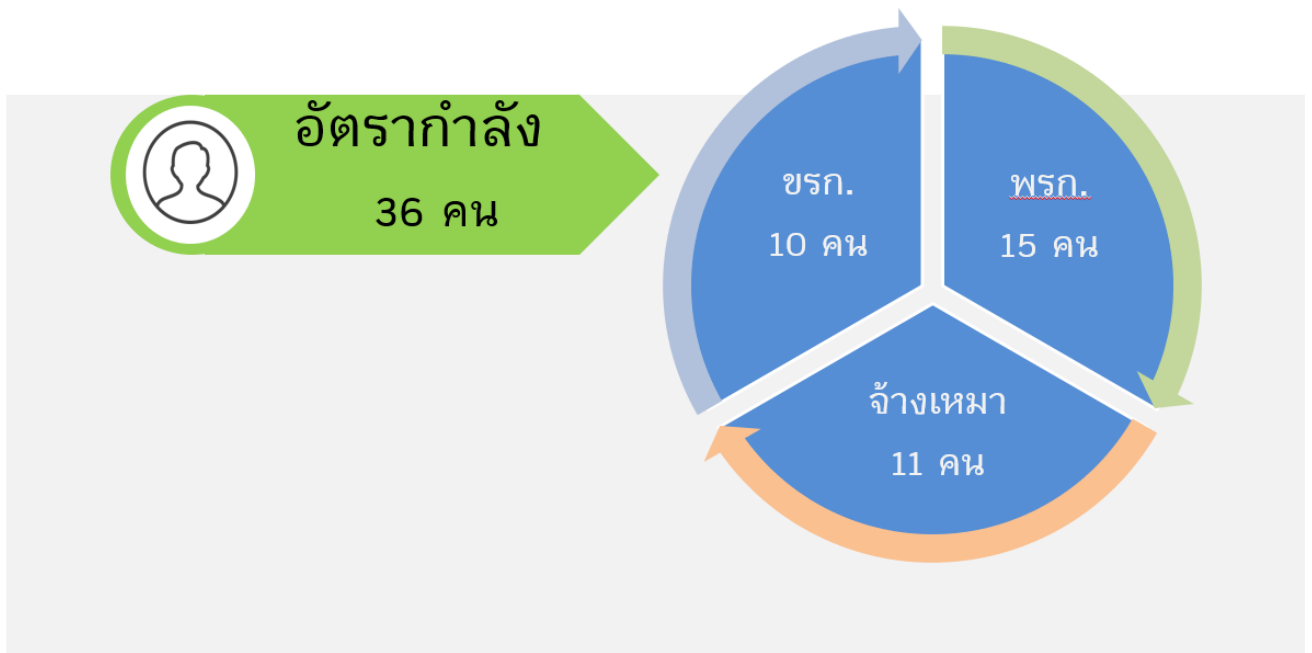 อัตรากำลัง
36 คน
ขรก.
10 คน
พรก.
15 คน
จ้างเหมา
11 คน